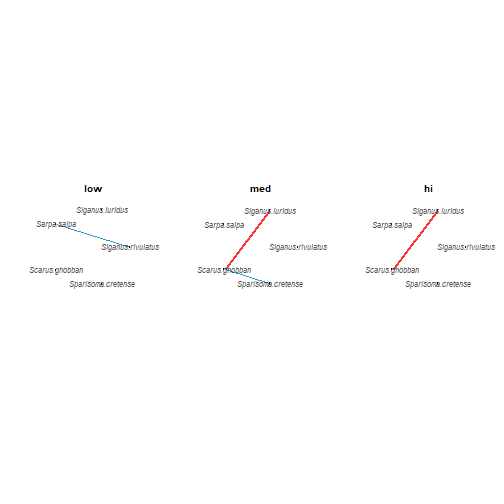 low med hi
Siganus.luridus Siganus.luridus Siganus.luridus
Sarpa.salpa Sarpa.salpa Sarpa.salpa
Siganus.rivulatus Siganus.rivulatus Siganus.rivulatus
Scarus.ghobban Scarus.ghobban Scarus.ghobban
Sparisoma.cretense Sparisoma.cretense Sparisoma.cretense